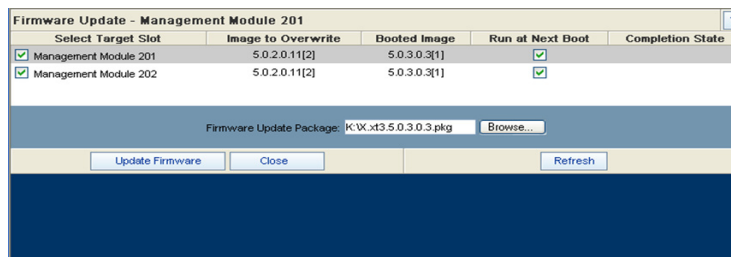 Firmware Update - Management Module 201
Select Target Slot Image to Overwrite Booted Image Run at Next Boot Completion State
Management Module 201 5.0.2.0.11[2] 5.0.3.0.3[1]
Management Module 202 5.0.2.0.11[2] 5.0.3.0.3[1]
Firmware Update Package: K:\X.xt3.5.0.3.0.3.pkg Browse...
Update Firmware Close Refresh